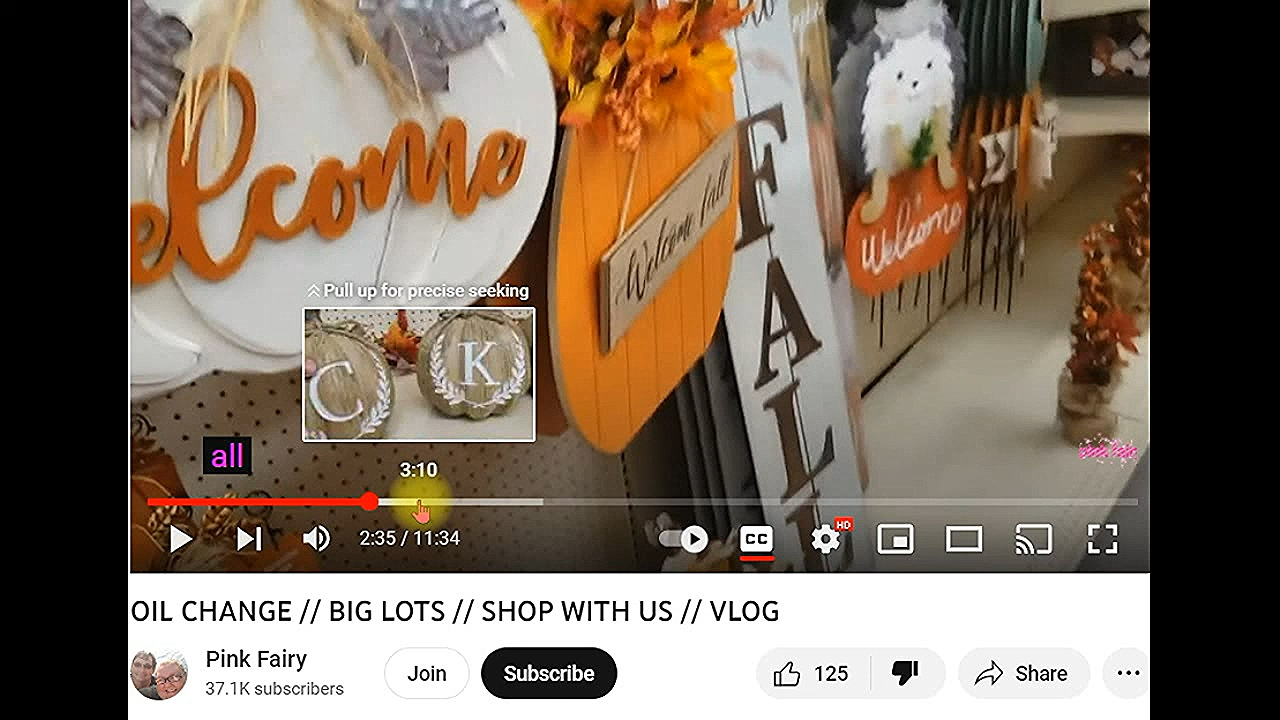 elcome
Welcome fall
FALL
Welcome
Pull up for precise seeking
C
K
all
3:10
2:35 / 11:34
CC
HD
OIL CHANGE // BIG LOTS // SHOP WITH US // VLOG
Pink Fairy
37.1K subscribers
Join
Subscribe
125
Share